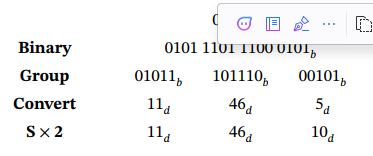 Binary 0101 1101 1100 0101b
Group 01011b 101110b 00101b
Convert 11d 46d 5d
S × 2 11d 46d 10d